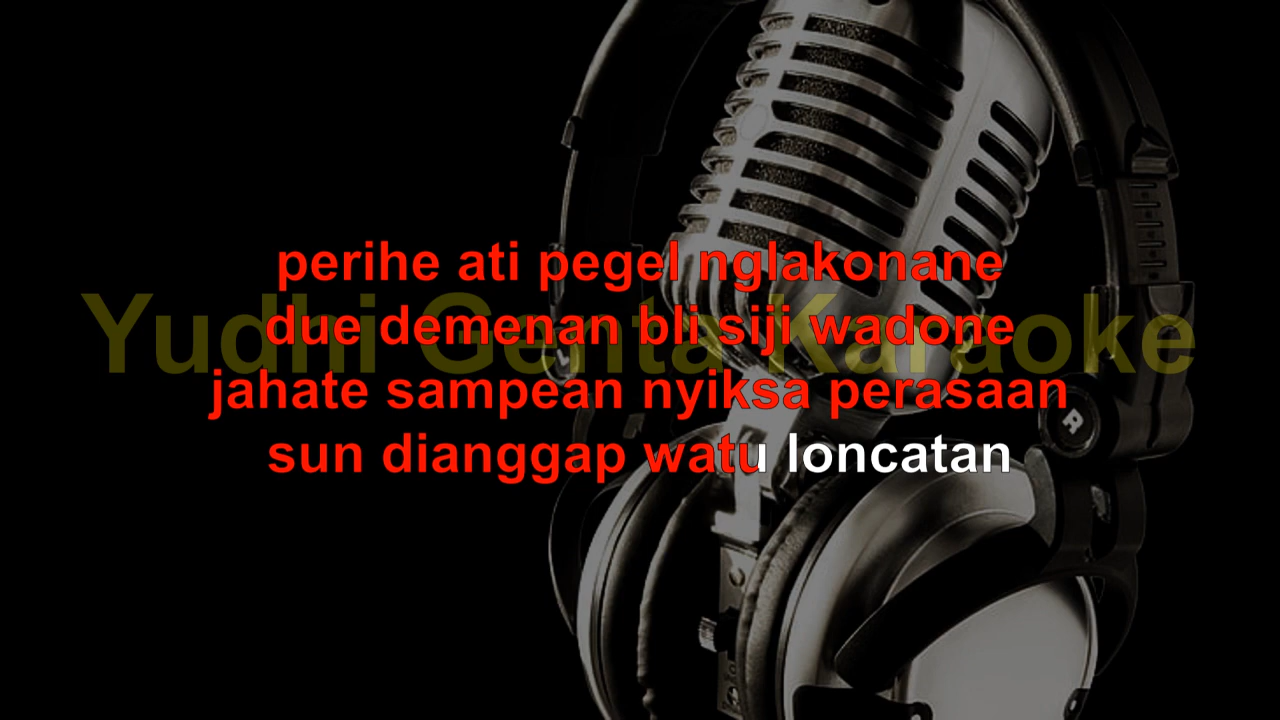 perihe ati pegel nglakonane
Yudhi Genta Karaoke
due demenan bli siji wadone
jahate sampean nyiksa perasaan
sun dianggap watu loncatan